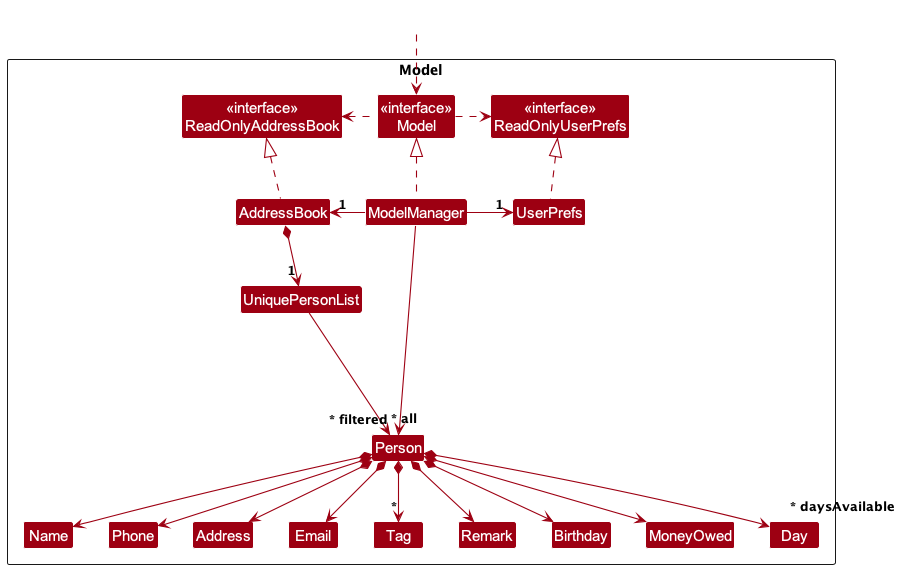 Model
«interface»
ReadOnlyAddressBook
«interface»
Model
«interface»
ReadOnlyUserPrefs
AddressBook
1
ModelManager
1
UserPrefs
1
UniquePersonList
* filtered
* all
Person
*
* daysAvailable
Name
Phone
Address
Email
Tag
Remark
Birthday
MoneyOwed
Day